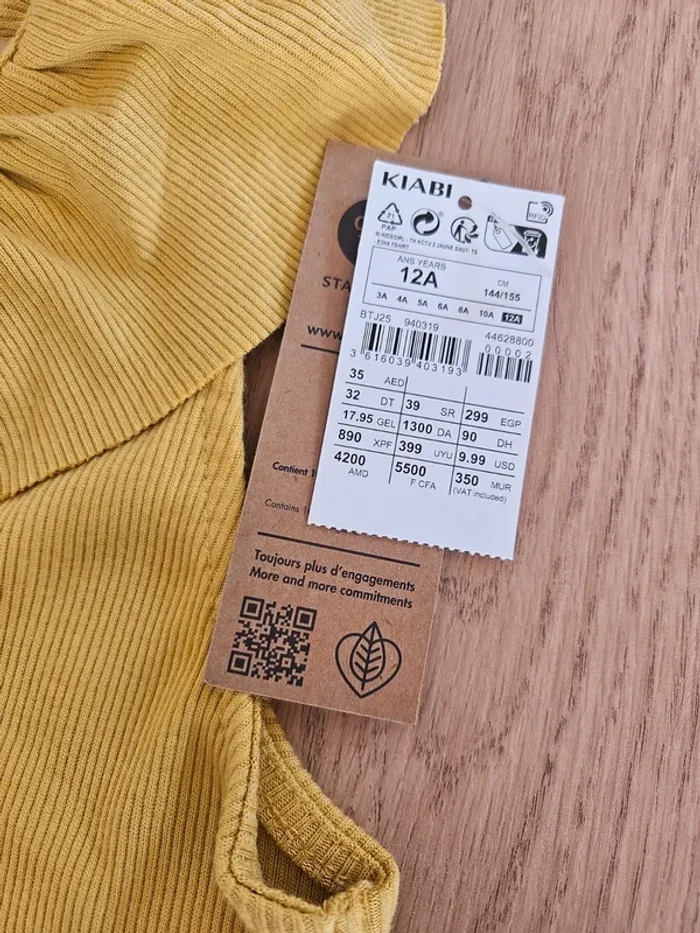 KIABI
RFID
21
PAP
ANS YEARS
12A
CM
144/155
3A 4A 5A 6A 8A 10A 12A
BTJ25 940319
44628800
00002
3 616039 403193
35 AED
32 DT 39 SR 299 EGP
17.95 GEL 1300 DA 90 DH
890 XPF 399 UYU 9.99 USD
4200 AMD 5500 F.CFA 350 MUR
(VAT included)
STA
www
Contient
Contains
Toujours plus d'engagements
More and more commitments